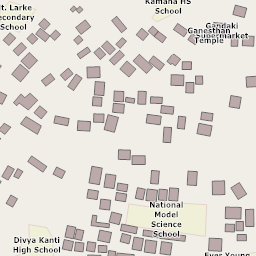 Kamana HS
School
t. Larke
econdary
School
Gandaki
Ganesthan
Supermarket
Temple
National
Model
Science
School
Divya Kanti
High School
Ever Young